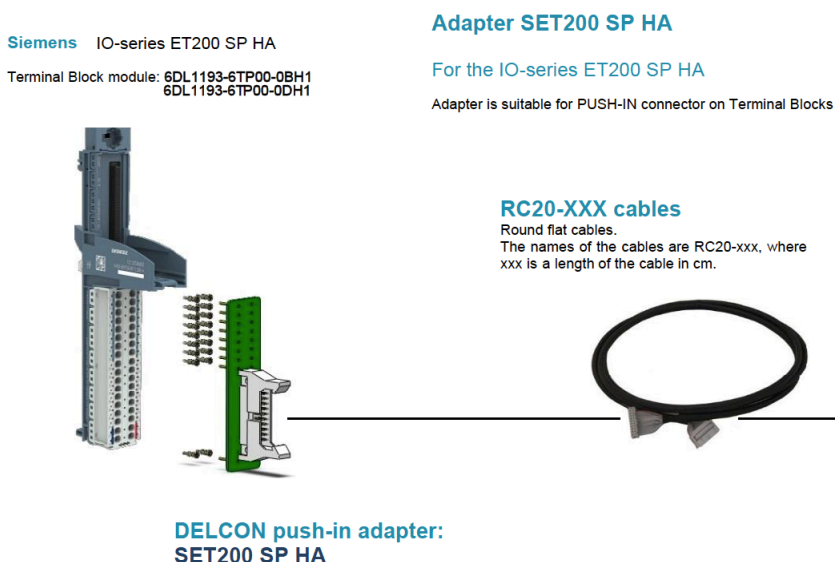 Siemens IO-series ET200 SP HA
Terminal Block module: 6DL1193-6TP00-0BH1
6DL1193-6TP00-0DH1
Adapter SET200 SP HA
For the IO-series ET200 SP HA
Adapter is suitable for PUSH-IN connector on Terminal Blocks
RC20-XXX cables
Round flat cables.
The names of the cables are RC20-xxx, where
xxx is a length of the cable in cm.
DELCON push-in adapter:
SET200 SP HA